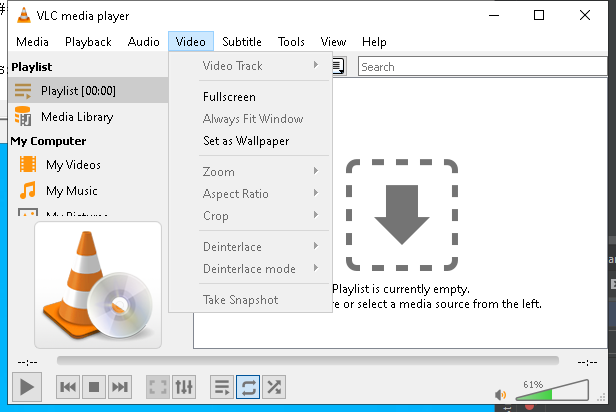 VLC media player
Media Playback Audio Video Subtitle Tools View Help
Playlist
Playlist [00:00]
Media Library
My Computer
My Videos
My Music
My Pictures
Video Track
Fullscreen
Always Fit Window
Set as Wallpaper
Zoom
Aspect Ratio
Crop
Deinterlace
Deinterlace mode
Take Snapshot
Search
Playlist is currently empty.
re or select a media source from the left.
--:-- --:--
61%